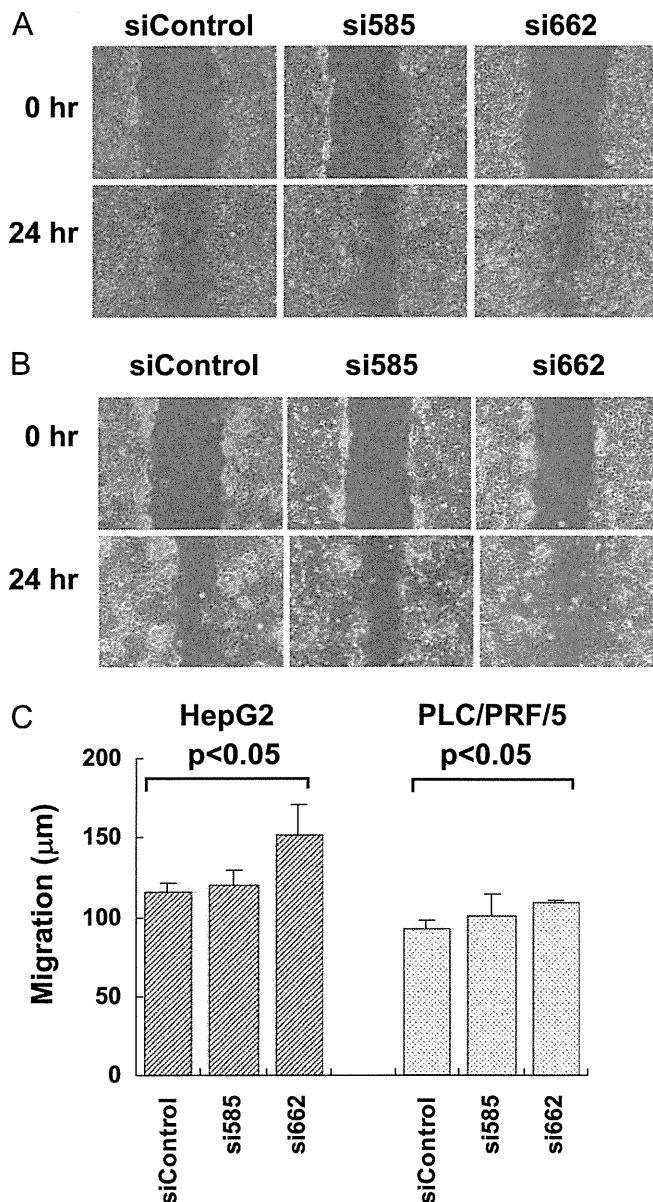 A
siControl si585 si662
0 hr
24 hr
B
siControl si585 si662
0 hr
24 hr
C
HepG2 PLC/PRF/5
p<0.05 p<0.05
200
150
100
50
0
Migration (μm)
siControl si585 si662 siControl si585 si662